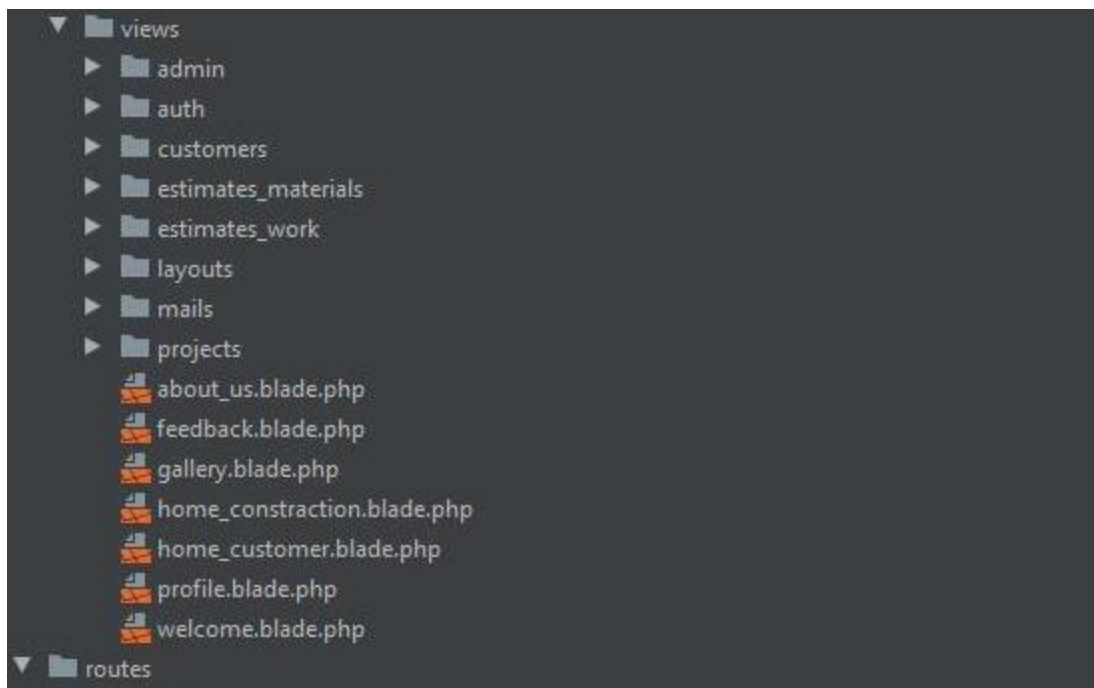 views
admin
auth
customers
estimates_materials
estimates_work
layouts
mails
projects
about_us.blade.php
feedback.blade.php
gallery.blade.php
home_constraction.blade.php
home_customer.blade.php
profile.blade.php
welcome.blade.php
routes